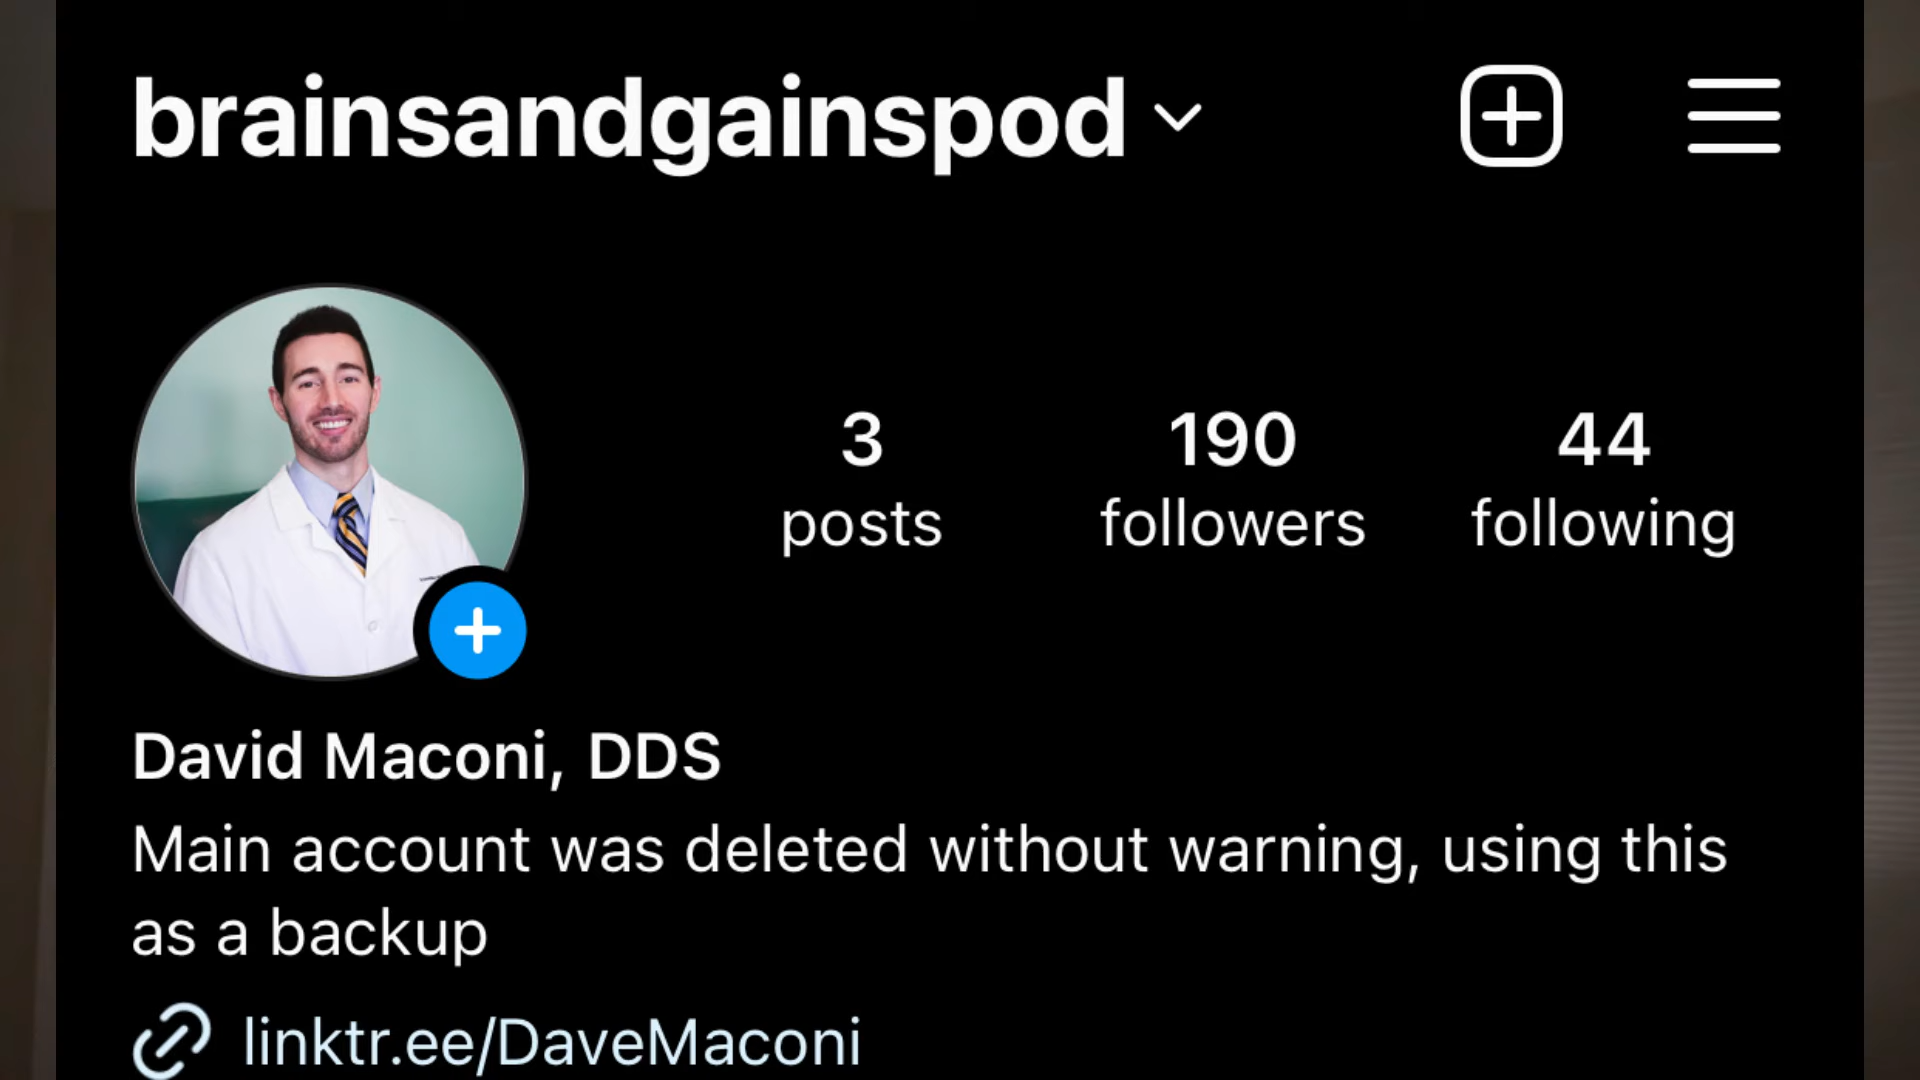 brainsandgainspod
3 190 44
posts followers following
David Maconi, DDS
Main account was deleted without warning, using this
as a backup
linktr.ee/DaveMaconi